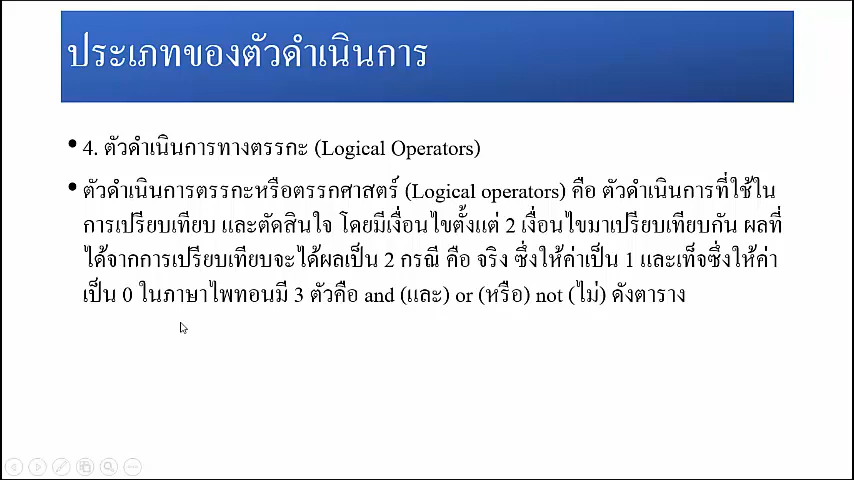 ประเภทของตัวดำเนินการ
• 4. ตัวดำเนินการทางตรรกะ (Logical Operators)
• ตัวดำเนินการตรรกะหรือตรรกศาสตร์ (Logical operators) คือ ตัวดำเนินการที่ใช้ใน
การเปรียบเทียบ และตัดสินใจ โดยมีเงื่อนไขตั้งแต่ 2 เงื่อนไขมาเปรียบเทียบกัน ผลที่
ได้จากการเปรียบเทียบจะได้ผลเป็น 2 กรณี คือ จริง ซึ่งให้ค่าเป็น 1 และเท็จซึ่งให้ค่า
เป็น 0 ในภาษาไพทอนมี 3 ตัวคือ and (และ) or (หรือ) not (ไม่) ดังตาราง